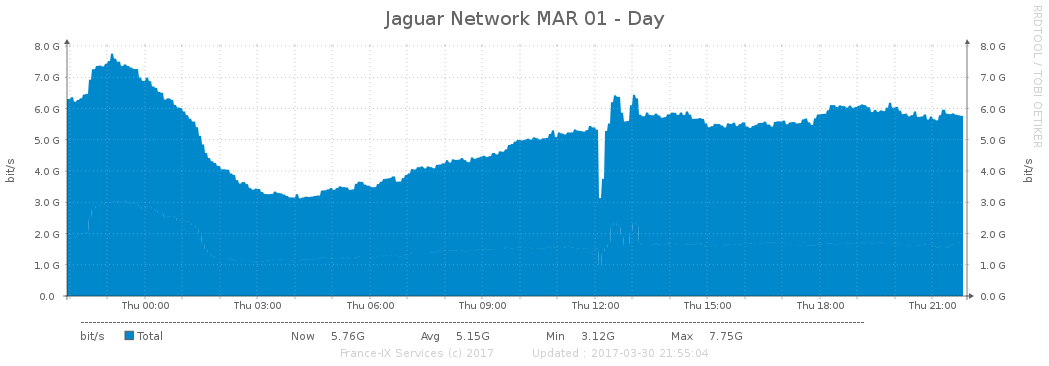 Jaguar Network MAR 01 - Day
RRDTOOL / TOBI OETIKER
bit/s
8.0 G 8.0 G
7.0 G 7.0 G
6.0 G 6.0 G
5.0 G 5.0 G
4.0 G 4.0 G
3.0 G 3.0 G
2.0 G 2.0 G
1.0 G 1.0 G
0.0 0.0 G
bit/s
Thu 00:00 Thu 03:00 Thu 06:00 Thu 09:00 Thu 12:00 Thu 15:00 Thu 18:00 Thu 21:00
bit/s Total Now 5.76G Avg 5.15G Min 3.12G Max 7.75G
France-IX Services (c) 2017 Updated : 2017-03-30 21:55:04